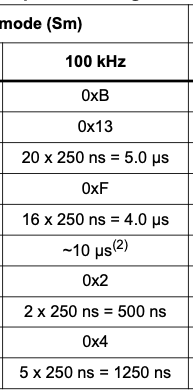 mode (Sm)
100 kHz
0xB
0x13
20 x 250 ns = 5.0 µs
0xF
16 x 250 ns = 4.0 µs
~10 µs(2)
0x2
2 x 250 ns = 500 ns
0x4
5 x 250 ns = 1250 ns